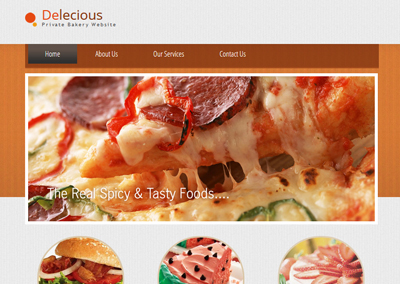 Delecious
Private Bakery Website
Home
About Us
Our Services
Contact Us
The Real Spicy & Tasty Foods....